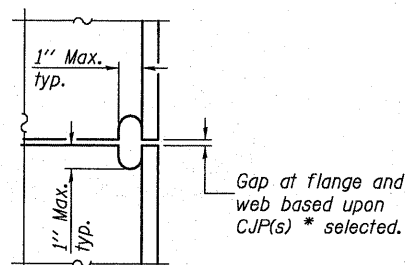 1" Max.
typ.
1" Max.
typ.
Gap at flange and
web based upon
CJP(s) * selected.